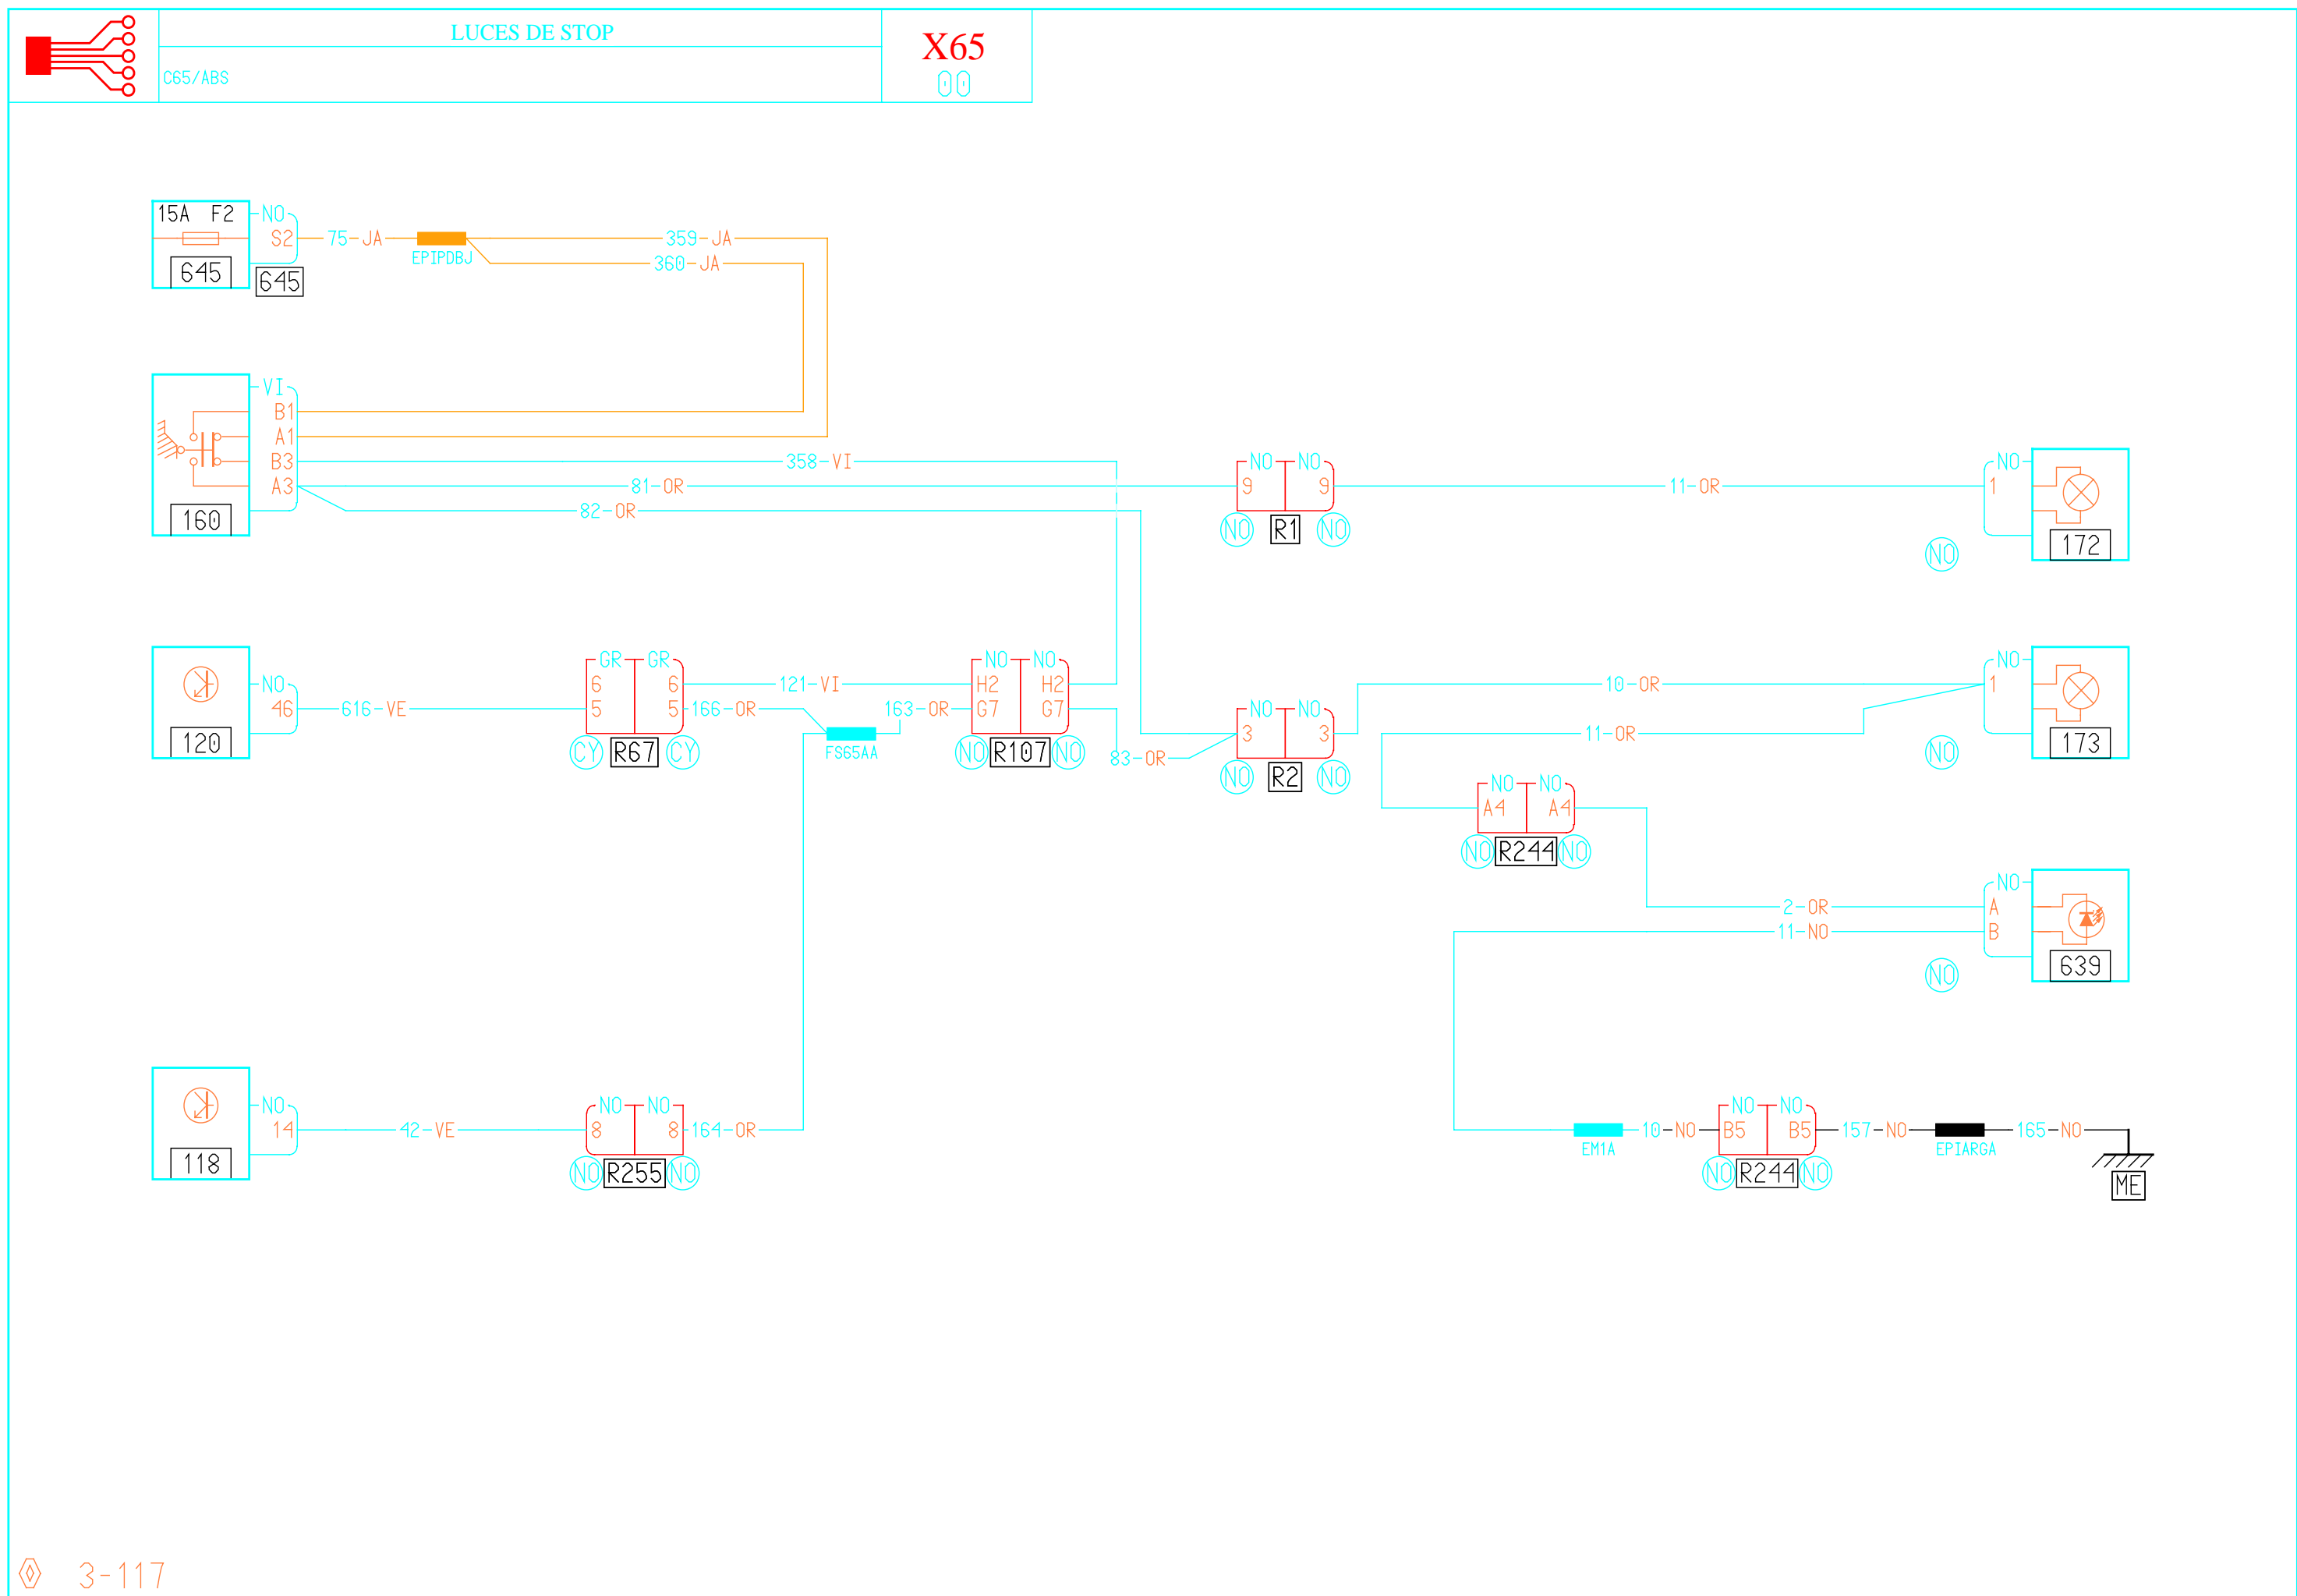 LUCES DE STOP
C65/ABS
X65
00
15A F2
NO
S2
645
645
75-JA
EPIPDBJ
359-JA
360-JA
VI
B1
A1
B3
A3
160
358-VI
81-OR
82-OR
NO NO
9 9
NO R1 NO
11-OR
NO
1
NO
172
NO
46
120
616-VE
GR GR
6 6
5 5
CY R67 CY
121-VI
166-OR
FS65AA
163-OR
NO NO
H2 H2
G7 G7
NO R107 NO
83-OR
NO NO
3 3
NO R2 NO
10-OR
11-OR
NO
1
NO
173
NO NO
A4 A4
NO R244 NO
2-OR
11-NO
NO
A
B
NO
639
NO
14
118
42-VE
NO NO
8 8
NO R255 NO
164-OR
EM1A
10-NO
NO NO
B5 B5
NO R244 NO
157-NO
EPIARGA
165-NO
ME
3-117